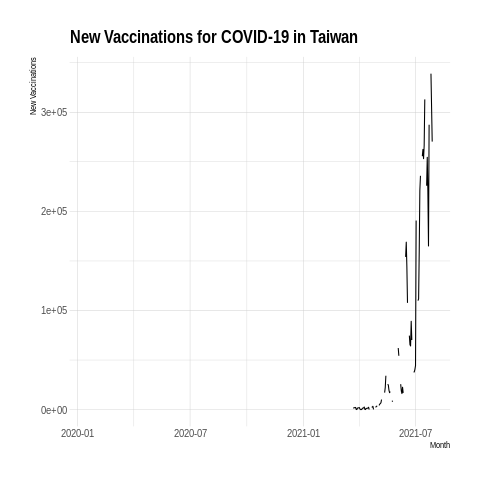 New Vaccinations for COVID-19 in Taiwan
New Vaccinations
3e+05
2e+05
1e+05
0e+00
2020-01 2020-07 2021-01 2021-07
Month